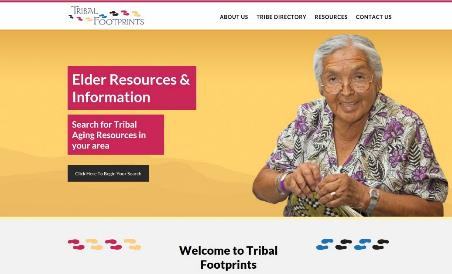 TRIBAL
FOOTPRINTS
ABOUT US
TRIBE DIRECTORY
RESOURCES
CONTACT US
Elder Resources &
Information
Search for Tribal
Aging Resources in
your area
Click Here To Begin Your Search
Welcome to Tribal
Footprints